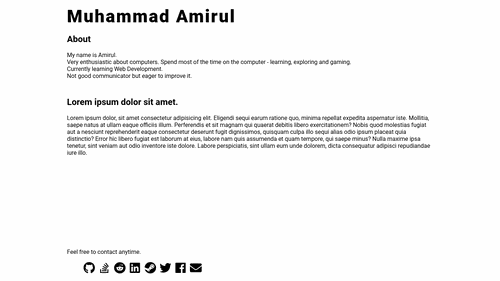 Muhammad Amirul
About
My name is Amirul.
Very enthusiastic about computers. Spend most of the time on the computer - learning, exploring and gaming.
Currently learning Web Development.
Not good communicator but eager to improve it.
Lorem ipsum dolor sit amet.
Lorem ipsum dolor, sit amet consectetur adipisicing elit. Eligendi sequi earum ratione quo, minima repellat expedita aspernatur iste. Mollitia,
saepe natus at ullam eaque officiis illum. Perferendis et sit magnam qui quaerat debitis libero exercitationem? Nobis quod molestias fugiat
aut a nesciunt reprehenderit eaque consectetur deserunt fugit dignissimos, quisquam culpa illo sequi alias odio ipsum placeat quia
distinctio? Error hic libero fugiat est laborum at eius, labore nam quis assumenda et quam tempore, qui saepe minus? Nulla maxime ipsa
tenetur, sint veniam aut odio inventore iste dolore. Labore perspiciatis, sint ullam eum unde dolorem, dicta consequatur adipisci repudiandae
iure illo.
Feel free to contact anytime.